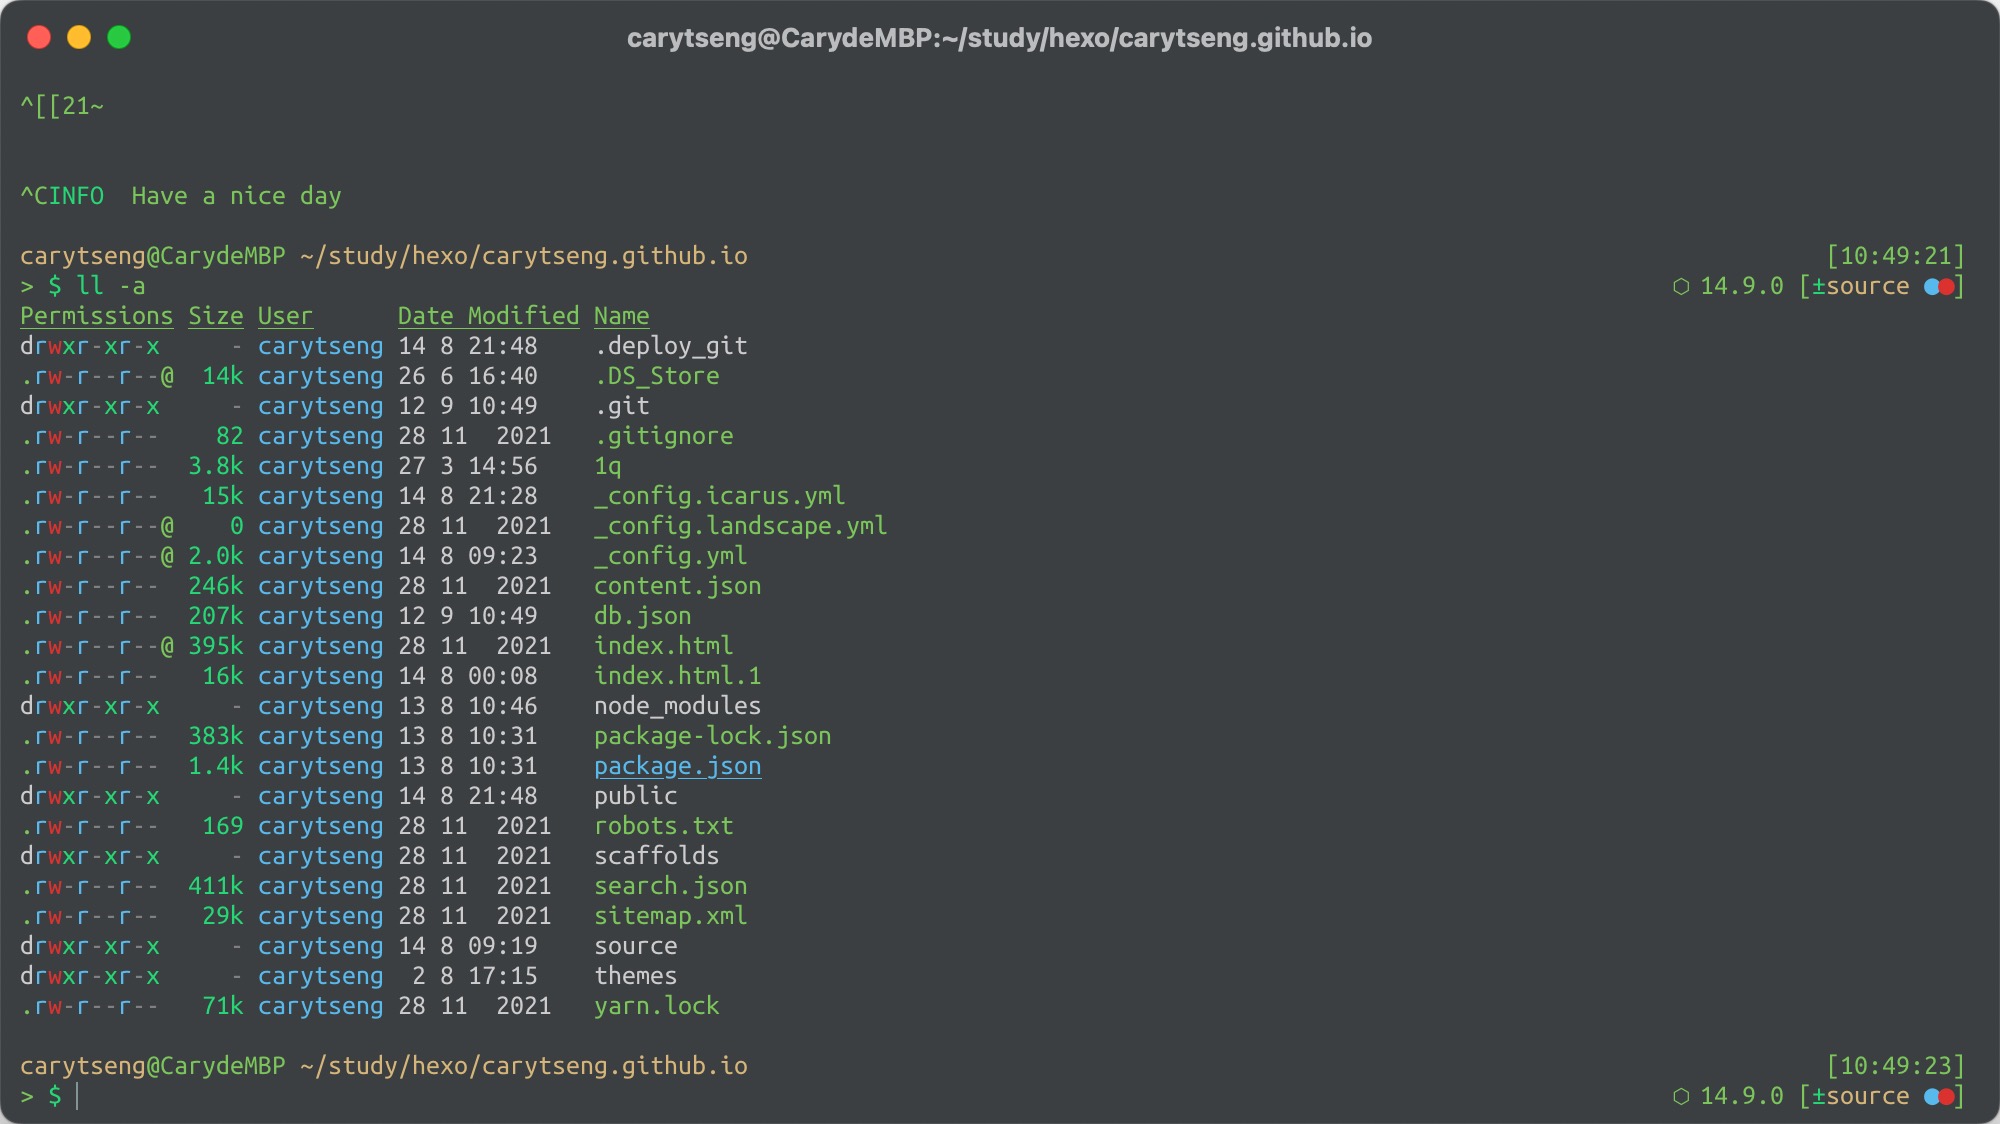 carytseng@CarydeMBP:~/study/hexo/carytseng.github.io
^[[21~
^CINFO  Have a nice day
carytseng@CarydeMBP ~/study/hexo/carytseng.github.io [10:49:21]
> $ ll -a ⬡ 14.9.0 [±source ●●]
Permissions Size User      Date Modified Name
drwxr-xr-x     - carytseng 14 8 21:48    .deploy_git
.rw-r--r--@  14k carytseng 26 6 16:40    .DS_Store
drwxr-xr-x     - carytseng 12 9 10:49    .git
.rw-r--r--    82 carytseng 28 11  2021   .gitignore
.rw-r--r--  3.8k carytseng 27 3 14:56    1q
.rw-r--r--   15k carytseng 14 8 21:28    _config.icarus.yml
.rw-r--r--@    0 carytseng 28 11  2021   _config.landscape.yml
.rw-r--r--@ 2.0k carytseng 14 8 09:23    _config.yml
.rw-r--r--  246k carytseng 28 11  2021   content.json
.rw-r--r--  207k carytseng 12 9 10:49    db.json
.rw-r--r--@ 395k carytseng 28 11  2021   index.html
.rw-r--r--   16k carytseng 14 8 00:08    index.html.1
drwxr-xr-x     - carytseng 13 8 10:46    node_modules
.rw-r--r--  383k carytseng 13 8 10:31    package-lock.json
.rw-r--r--  1.4k carytseng 13 8 10:31    package.json
drwxr-xr-x     - carytseng 14 8 21:48    public
.rw-r--r--   169 carytseng 28 11  2021   robots.txt
drwxr-xr-x     - carytseng 28 11  2021   scaffolds
.rw-r--r--  411k carytseng 28 11  2021   search.json
.rw-r--r--   29k carytseng 28 11  2021   sitemap.xml
drwxr-xr-x     - carytseng 14 8 09:19    source
drwxr-xr-x     - carytseng  2 8 17:15    themes
.rw-r--r--   71k carytseng 28 11  2021   yarn.lock
carytseng@CarydeMBP ~/study/hexo/carytseng.github.io [10:49:23]
> $ ⬡ 14.9.0 [±source ●●]